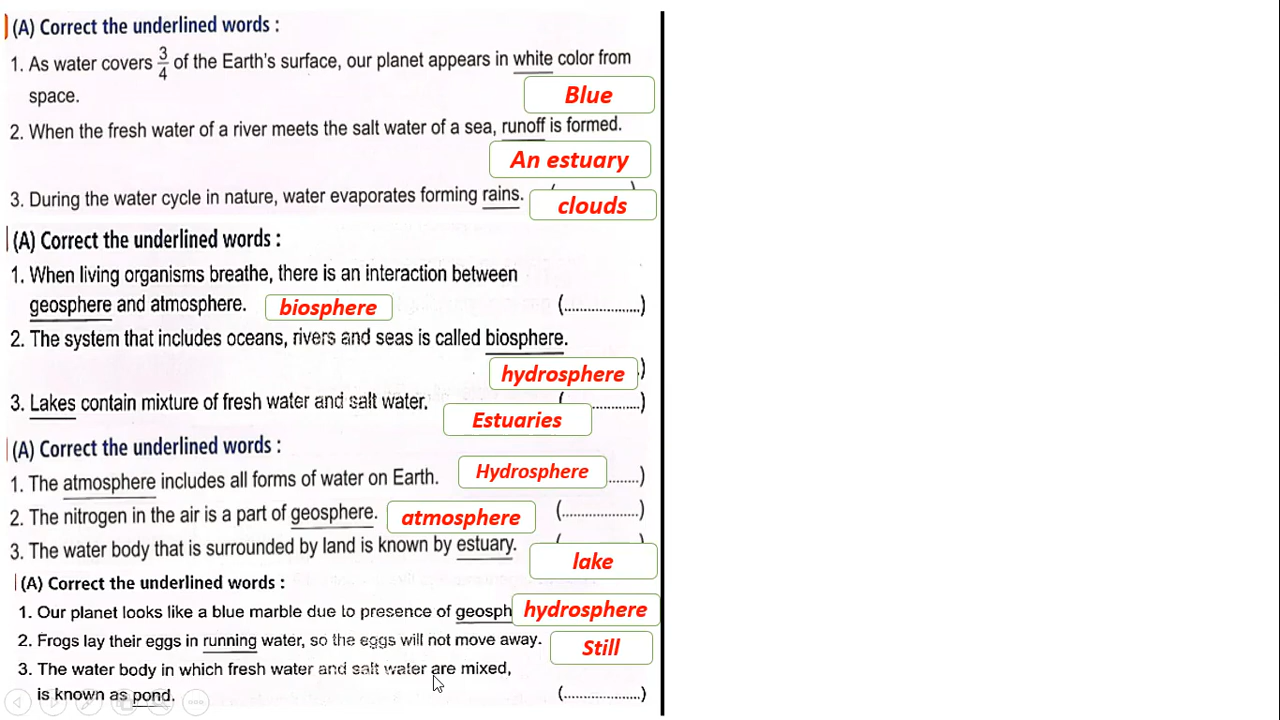 (A) Correct the underlined words :
1. As water covers 3/4 of the Earth's surface, our planet appears in white color from
space.
Blue
2. When the fresh water of a river meets the salt water of a sea, runoff is formed.
An estuary
3. During the water cycle in nature, water evaporates forming rains. (
)
clouds
(A) Correct the underlined words :
1. When living organisms breathe, there is an interaction between
geosphere and atmosphere. biosphere (...................)
2. The system that includes oceans, rivers and seas is called biosphere.
hydrosphere .)
3. Lakes contain mixture of fresh water and salt water. ( ............)
Estuaries
(A) Correct the underlined words :
1. The atmosphere includes all forms of water on Earth. Hydrosphere ........)
2. The nitrogen in the air is a part of geosphere. atmosphere (...................)
3. The water body that is surrounded by land is known by estuary. ( )
lake
(A) Correct the underlined words :
1. Our planet looks like a blue marble due to presence of geosph hydrosphere
2. Frogs lay their eggs in running water, so the eggs will not move away. Still
3. The water body in which fresh water and salt water are mixed,
is known as pond. (...................)